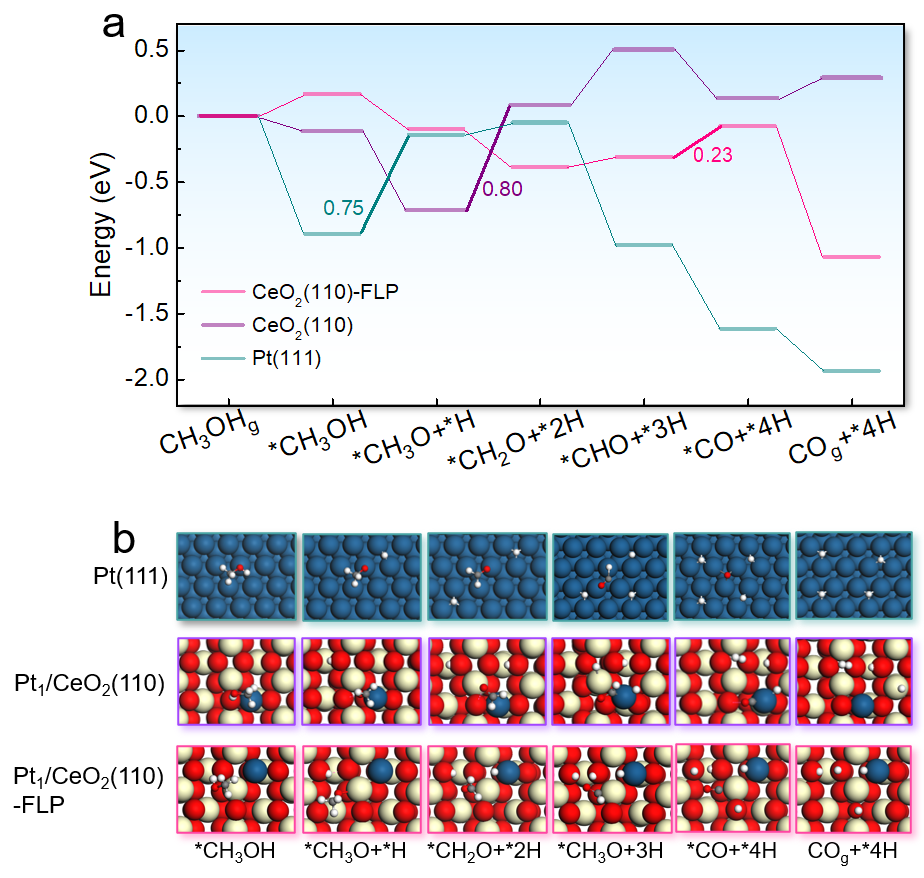 a
0.5
0.0
-0.5
-1.0
-1.5
-2.0
Energy (eV)
0.75
0.80
0.23
CeO₂(110)-FLP
CeO₂(110)
Pt(111)
CH₃OHg
*CH₃OH
*CH₃O+*H
*CH₂O+*2H
*CHO+*3H
*CO+*4H
COg+*4H
b
Pt(111)
Pt₁/CeO₂(110)
Pt₁/CeO₂(110)
-FLP
*CH₃OH
*CH₃O+*H
*CH₂O+*2H
*CH₃O+3H
*CO+*4H
COg+*4H